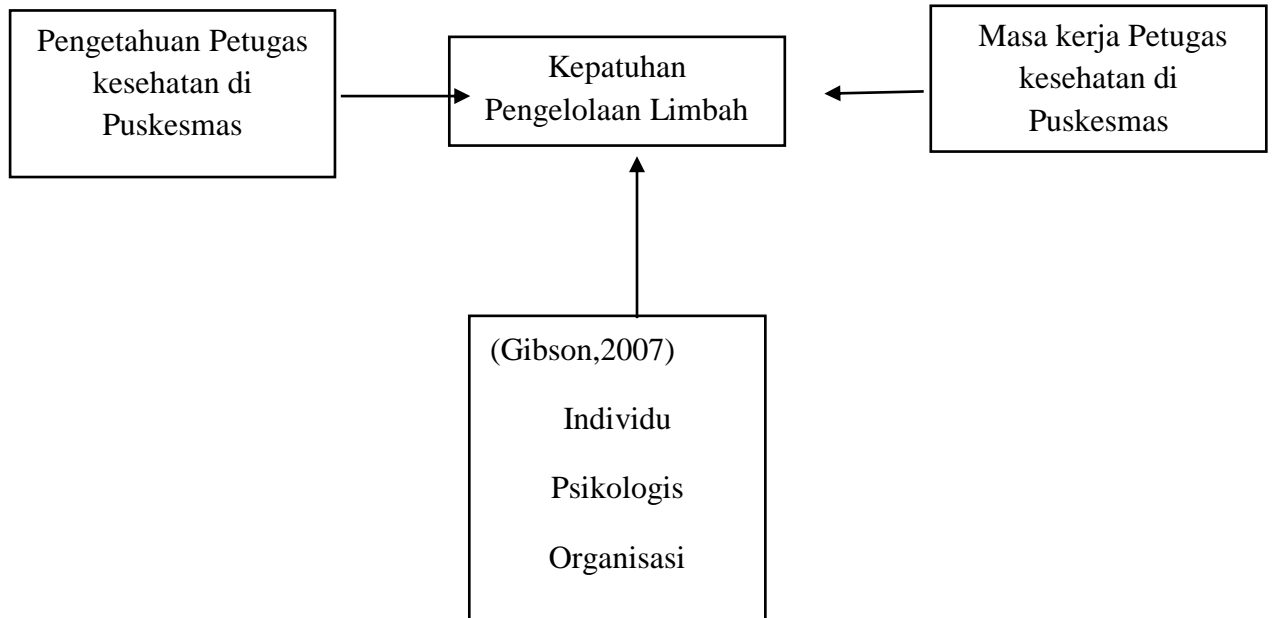 Pengetahuan Petugas
kesehatan di
Puskesmas
Kepatuhan
Pengelolaan Limbah
Masa kerja Petugas
kesehatan di
Puskesmas
(Gibson,2007)
Individu
Psikologis
Organisasi